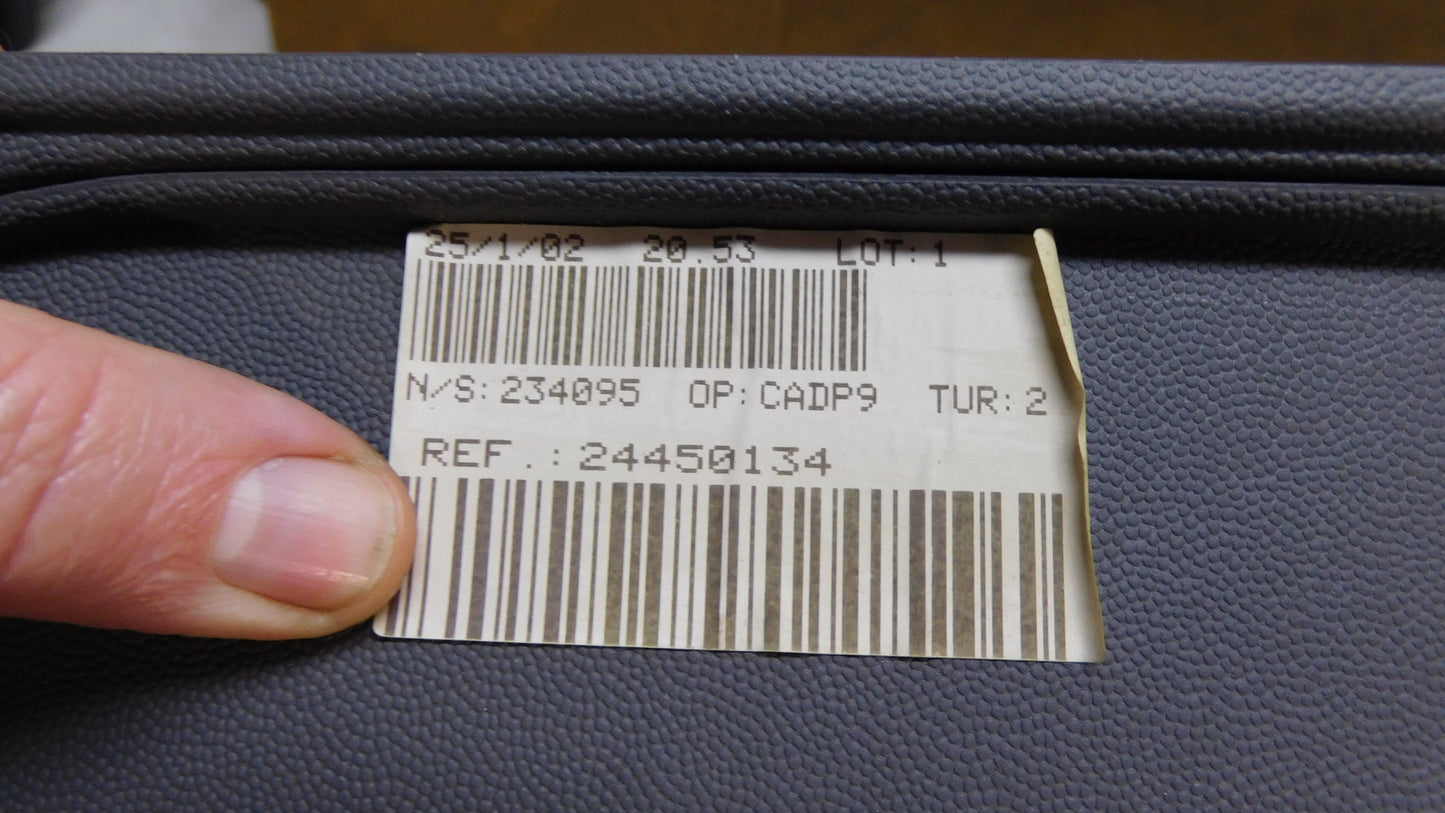 25/1/02 20.53 LOT:1
N/S:234095 OP:CADP9 TUR:2
REF.:24450134